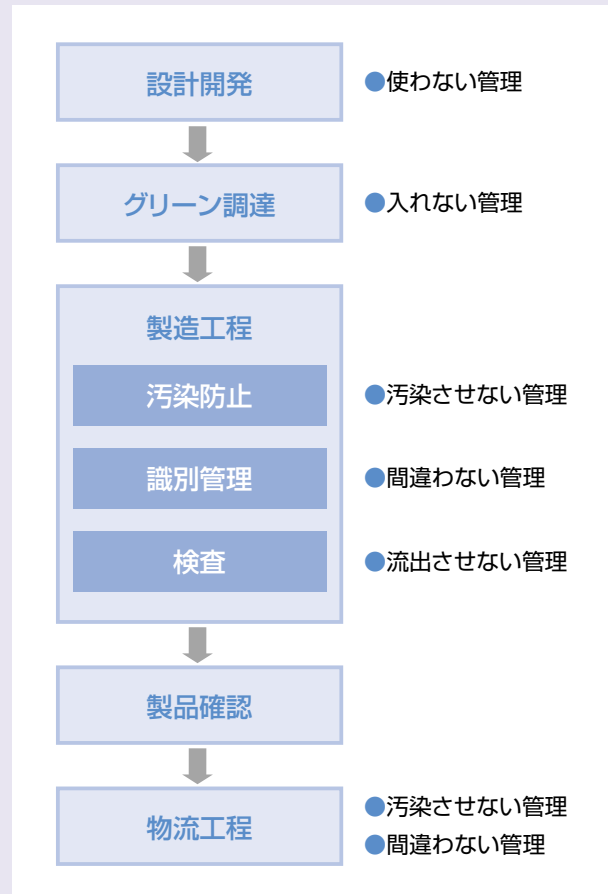 設計開発
●使わない管理
グリーン調達
●入れない管理
製造工程
汚染防止
●汚染させない管理
識別管理
●間違わない管理
検査
●流出させない管理
製品確認
物流工程
●汚染させない管理
●間違わない管理